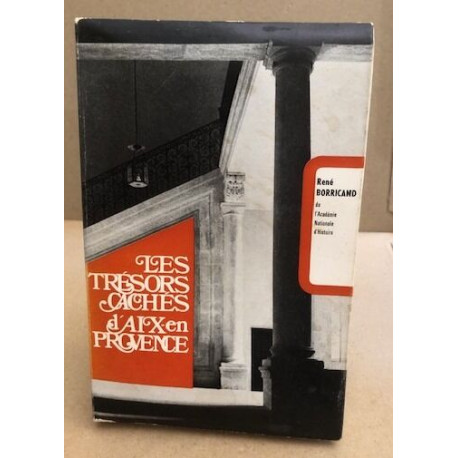 René
BORRICAND
de
l'Académie
Nationale
d'Histoire
LES
TRÉSORS
CACHÉS
d'AIX-en
PROVENCE